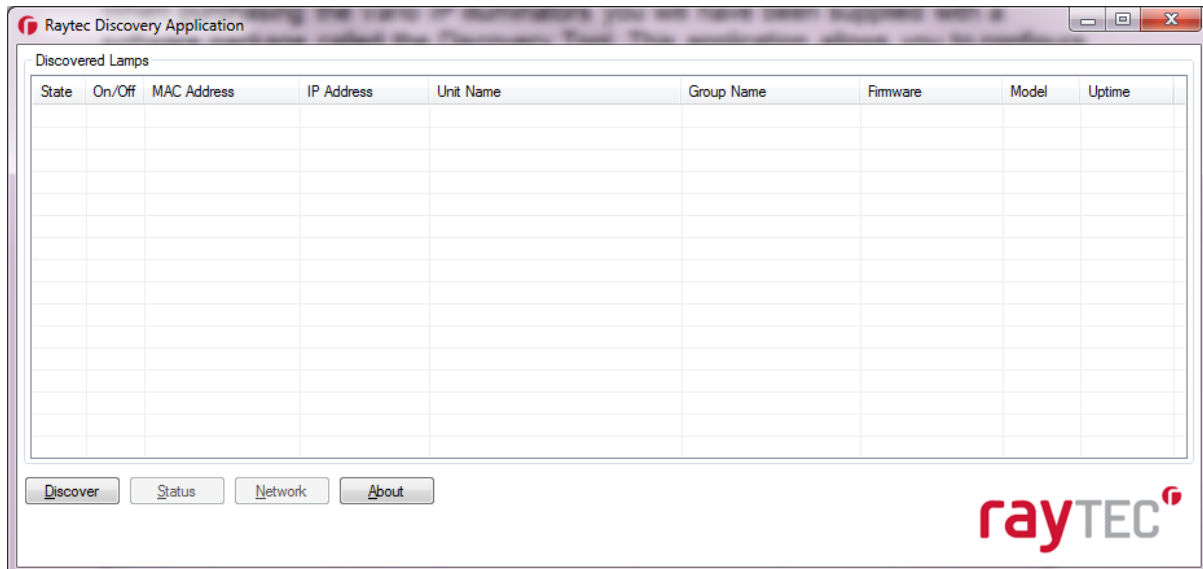 Raytec Discovery Application
Discovered Lamps
State On/Off MAC Address IP Address Unit Name Group Name Firmware Model Uptime
Discover Status Network About
rayTEC